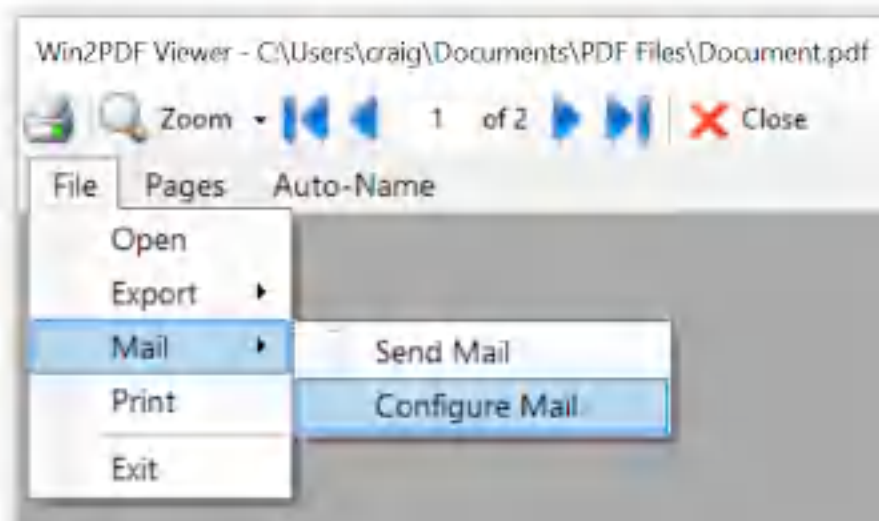 Win2PDF Viewer - C:\Users\craig\Documents\PDF Files\Document.pdf
Zoom 1 of 2 Close
File Pages Auto-Name
Open
Export
Mail Send Mail
Print Configure Mail
Exit